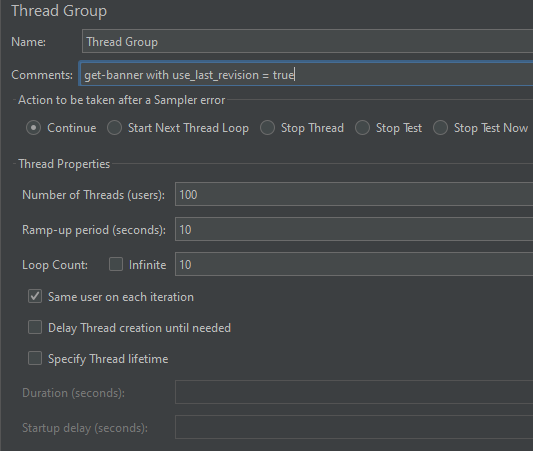 Thread Group
Name: Thread Group
Comments: get-banner with use_last_revision = true
Action to be taken after a Sampler error
Continue Start Next Thread Loop Stop Thread Stop Test Stop Test Now
Thread Properties
Number of Threads (users): 100
Ramp-up period (seconds): 10
Loop Count: Infinite 10
Same user on each iteration
Delay Thread creation until needed
Specify Thread lifetime
Duration (seconds):
Startup delay (seconds):